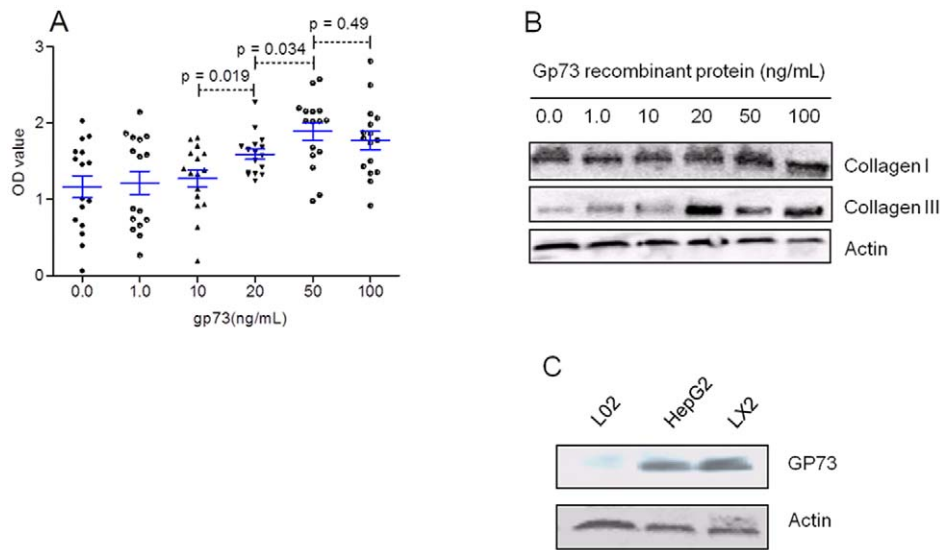 A
3
2
1
0
OD value
p = 0.019
p = 0.034
p = 0.49
0.0 1.0 10 20 50 100
gp73(ng/mL)
B
Gp73 recombinant protein (ng/mL)
0.0 1.0 10 20 50 100
Collagen I
Collagen III
Actin
C
L02 HepG2 LX2
GP73
Actin